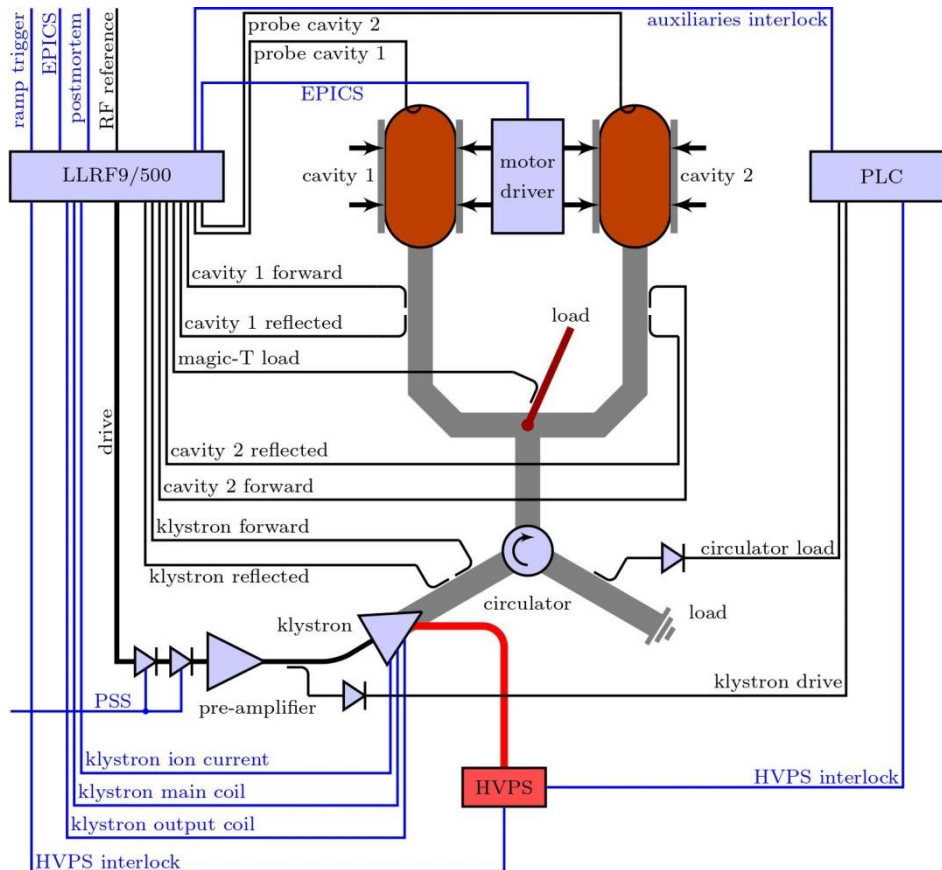 ramp trigger
EPICS
postmortem
RF reference
probe cavity 2
probe cavity 1
auxiliaries interlock
EPICS
LLRF9/500
cavity 1
motor
driver
cavity 2
PLC
cavity 1 forward
cavity 1 reflected
load
magic-T load
drive
cavity 2 reflected
cavity 2 forward
klystron forward
klystron reflected
circulator load
circulator
load
klystron
klystron drive
PSS
pre-amplifier
klystron ion current
HVPS
HVPS interlock
klystron main coil
klystron output coil
HVPS interlock